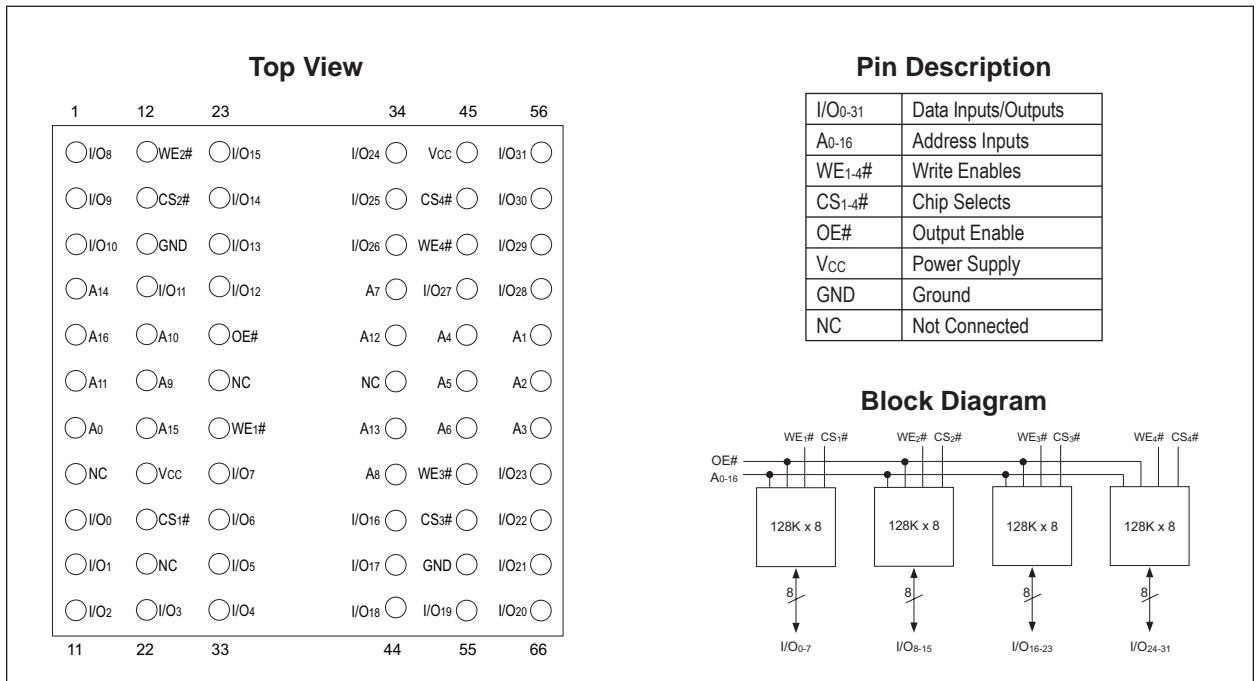 Top View
1 12 23 34 45 56
I/O8 WE2# I/O15 I/O24 VCC I/O31
I/O9 CS2# I/O14 I/O25 CS4# I/O30
I/O10 GND I/O13 I/O26 WE4# I/O29
A14 I/O11 I/O12 A7 I/O27 I/O28
A16 A10 OE# A12 A4 A1
A11 A9 NC NC A5 A2
A0 A15 WE1# A13 A6 A3
NC VCC I/O7 A8 WE3# I/O23
I/O0 CS1# I/O6 I/O16 CS3# I/O22
I/O1 NC I/O5 I/O17 GND I/O21
I/O2 I/O3 I/O4 I/O18 I/O19 I/O20
11 22 33 44 55 66
Pin Description
I/O0-31 Data Inputs/Outputs
A0-16 Address Inputs
WE1-4# Write Enables
CS1-4# Chip Selects
OE# Output Enable
VCC Power Supply
GND Ground
NC Not Connected
Block Diagram
WE1# CS1# WE2# CS2# WE3# CS3# WE4# CS4#
OE#
A0-16
128K x 8 128K x 8 128K x 8 128K x 8
8 8 8 8
I/O0-7 I/O8-15 I/O16-23 I/O24-31